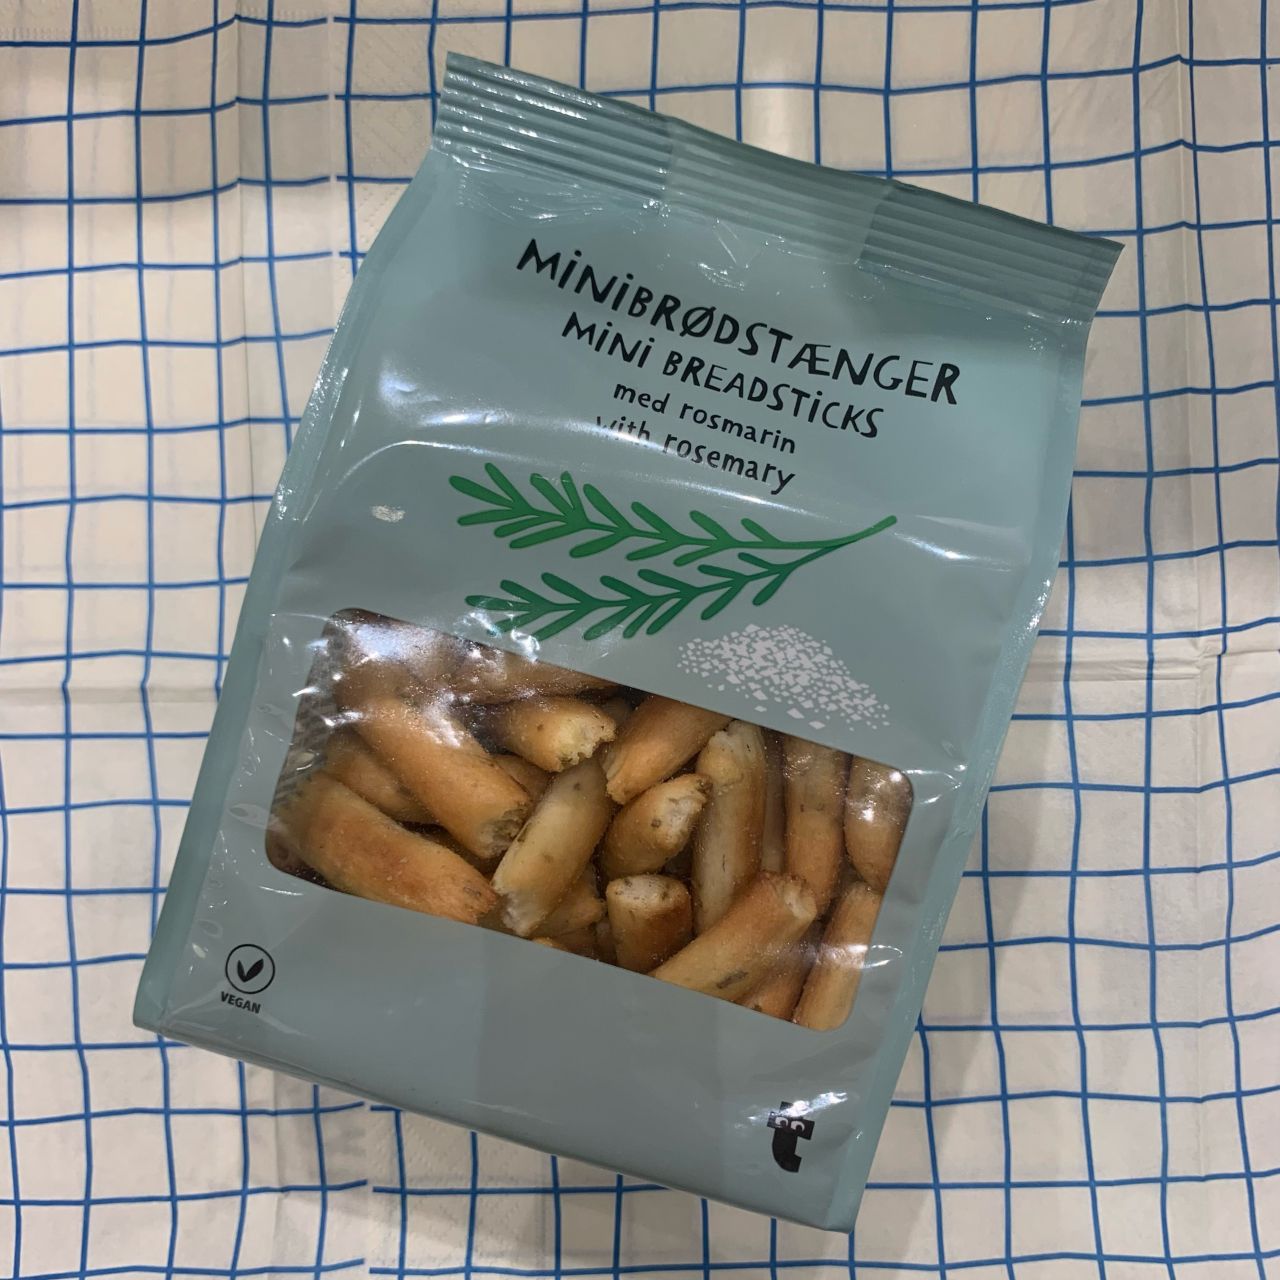 MiNiBRØDSTÆNGER
MiNi BREADSTiCKS
med rosmarin
with rosemary
VEGAN
t